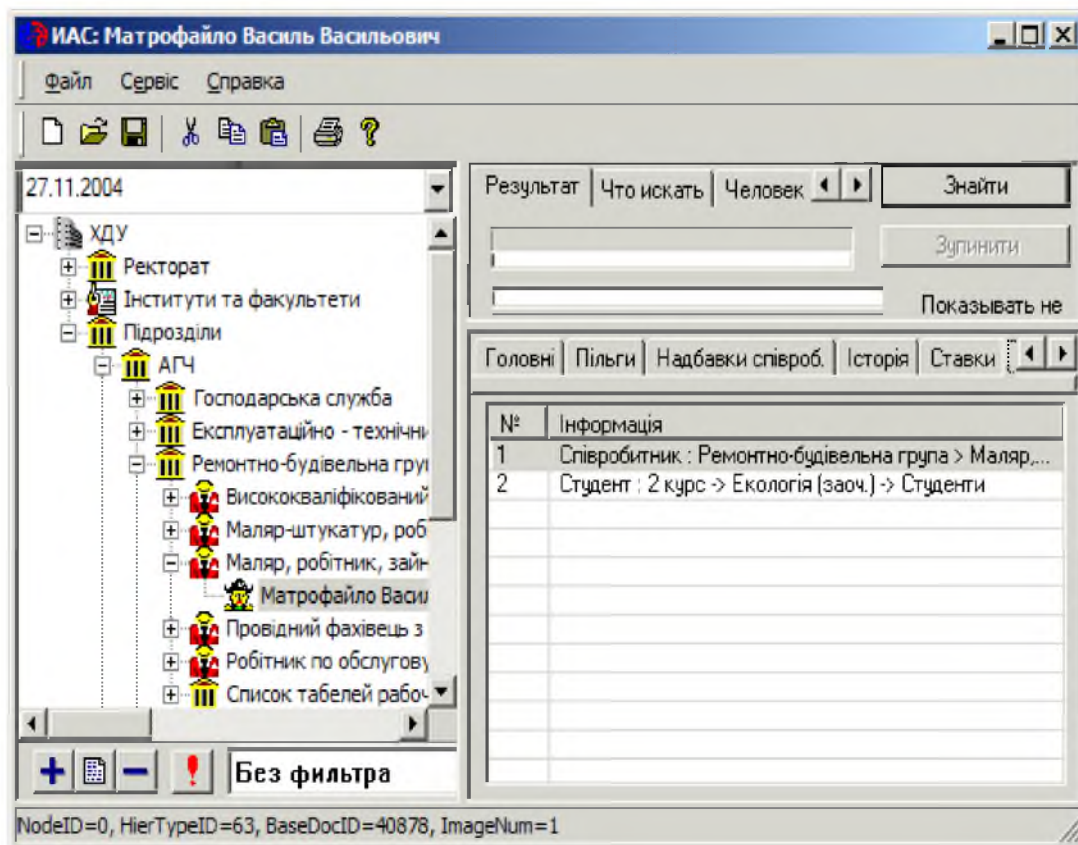 ИАС: Матрофайло Василь Васильович
Файл Сервіс Справка
27.11.2004
ХДУ
Ректорат
Інститути та факультети
Підрозділи
АГЧ
Господарська служба
Експлуатаційно - технічни
Ремонтно-будівельна груп
Висококваліфікований
Маляр-штукатур, роб
Маляр, робітник, зайн
Матрофайло Васил
Провідний фахівець з
Робітник по обслугову
Список табелей рабоч
Без фильтра
Результат Что искать Человек Знайти
Зупинити
Показывать не
Головні Пільги Надбавки співроб. Історія Ставки
№ Інформація
1 Співробитник : Ремонтно-будівельна група > Маляр,...
2 Студент : 2 курс -> Екологія (заоч.) -> Студенти
NodeID=0, HierTypeID=63, BaseDocID=40878, ImageNum=1